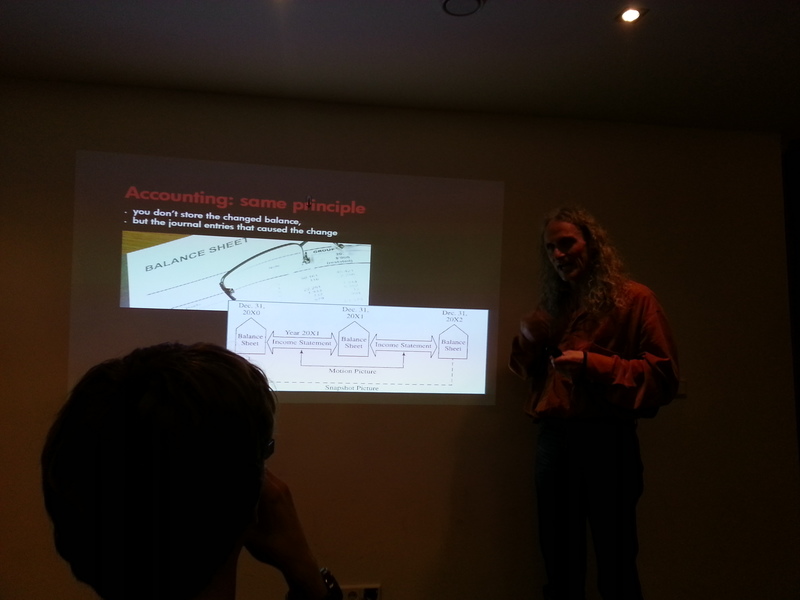 Accounting: same principle
- you don't store the changed balance,
- but the journal entries that caused the change
BALANCE SHEET
GROUP
Dec. 31, 20X0
Dec. 31, 20X1
Dec. 31, 20X2
Balance Sheet
Year 20X1
Income Statement
Balance Sheet
Income Statement
Balance Sheet
Motion Picture
Snapshot Picture